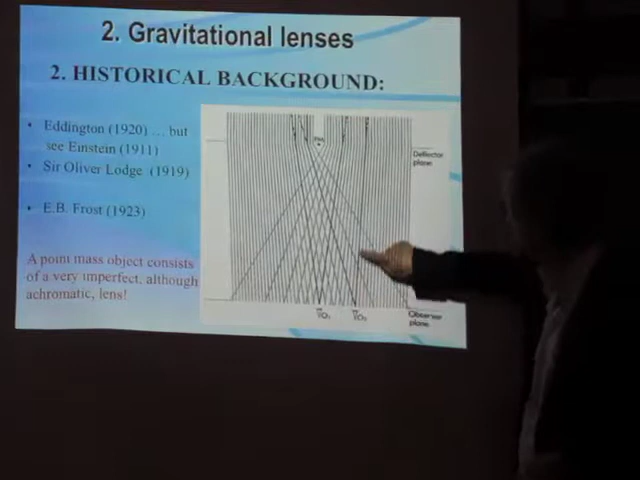 2. Gravitational lenses
2. HISTORICAL BACKGROUND:
• Eddington (1920) ... but
see Einstein (1911)
• Sir Oliver Lodge (1919)
• E.B. Frost (1923)
A point mass object consists
of a very imperfect, although
achromatic, lens!
Deflector
plane
Observer
plane